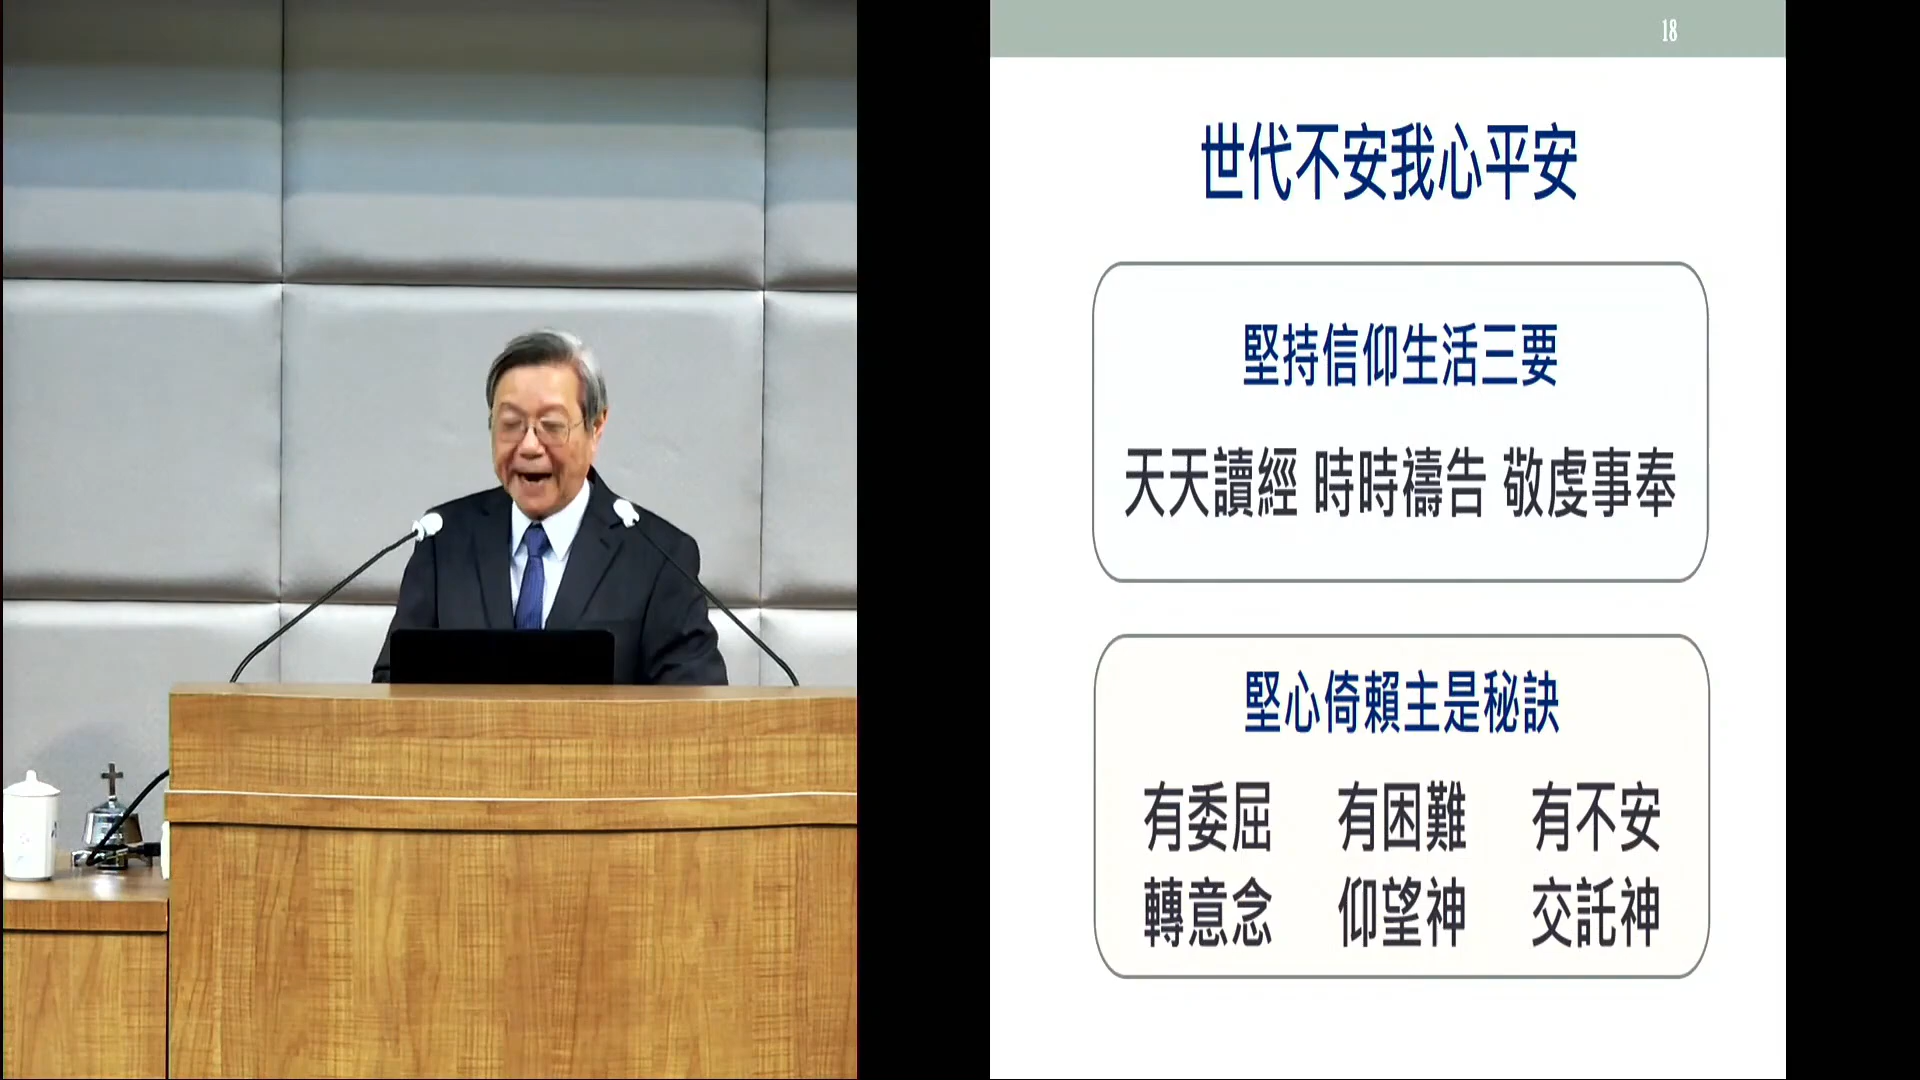 18
世代不安我心平安
堅持信仰生活三要
天天讀經 時時禱告 敬虔事奉
堅心倚賴主是秘訣
有委屈 有困難 有不安
轉意念 仰望神 交託神